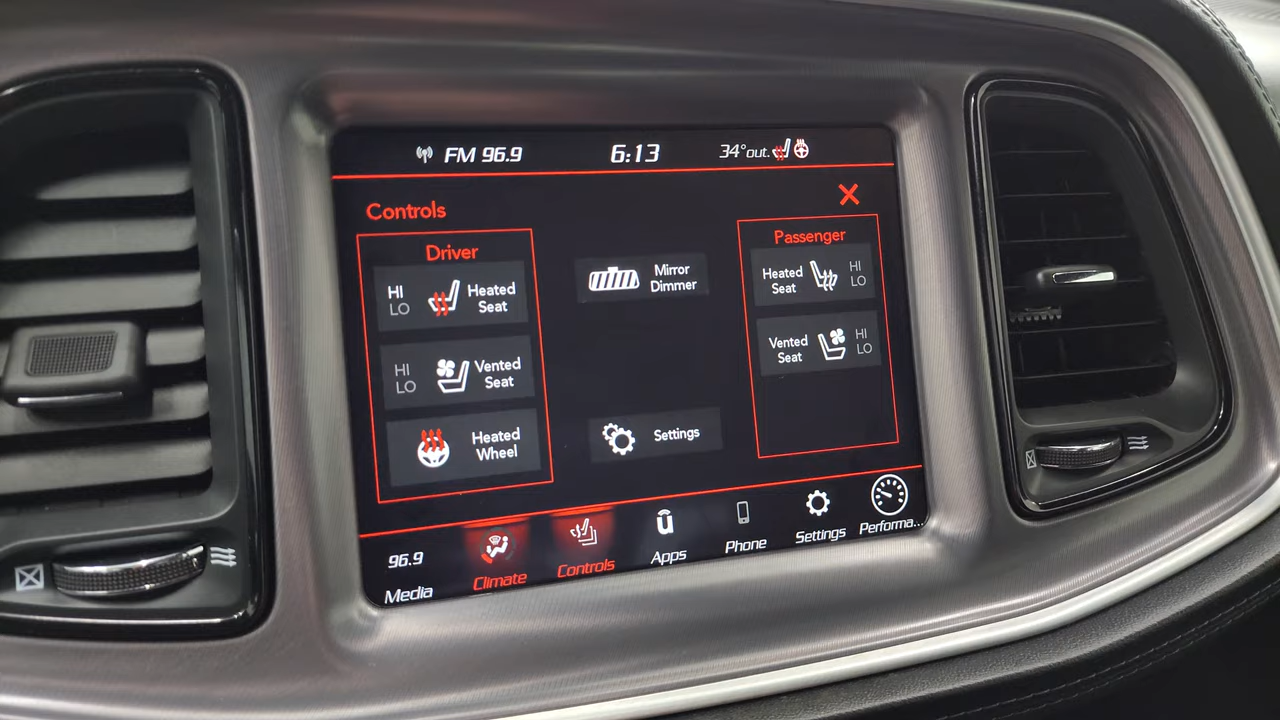 FM 96.9
6:13
34°out.
Controls
Driver
HI
LO
Heated
Seat
HI
LO
Vented
Seat
Heated
Wheel
Mirror
Dimmer
Settings
Passenger
Heated
Seat
HI
LO
Vented
Seat
HI
LO
96.9
Media
Climate
Controls
Apps
Phone
Settings
Performa...